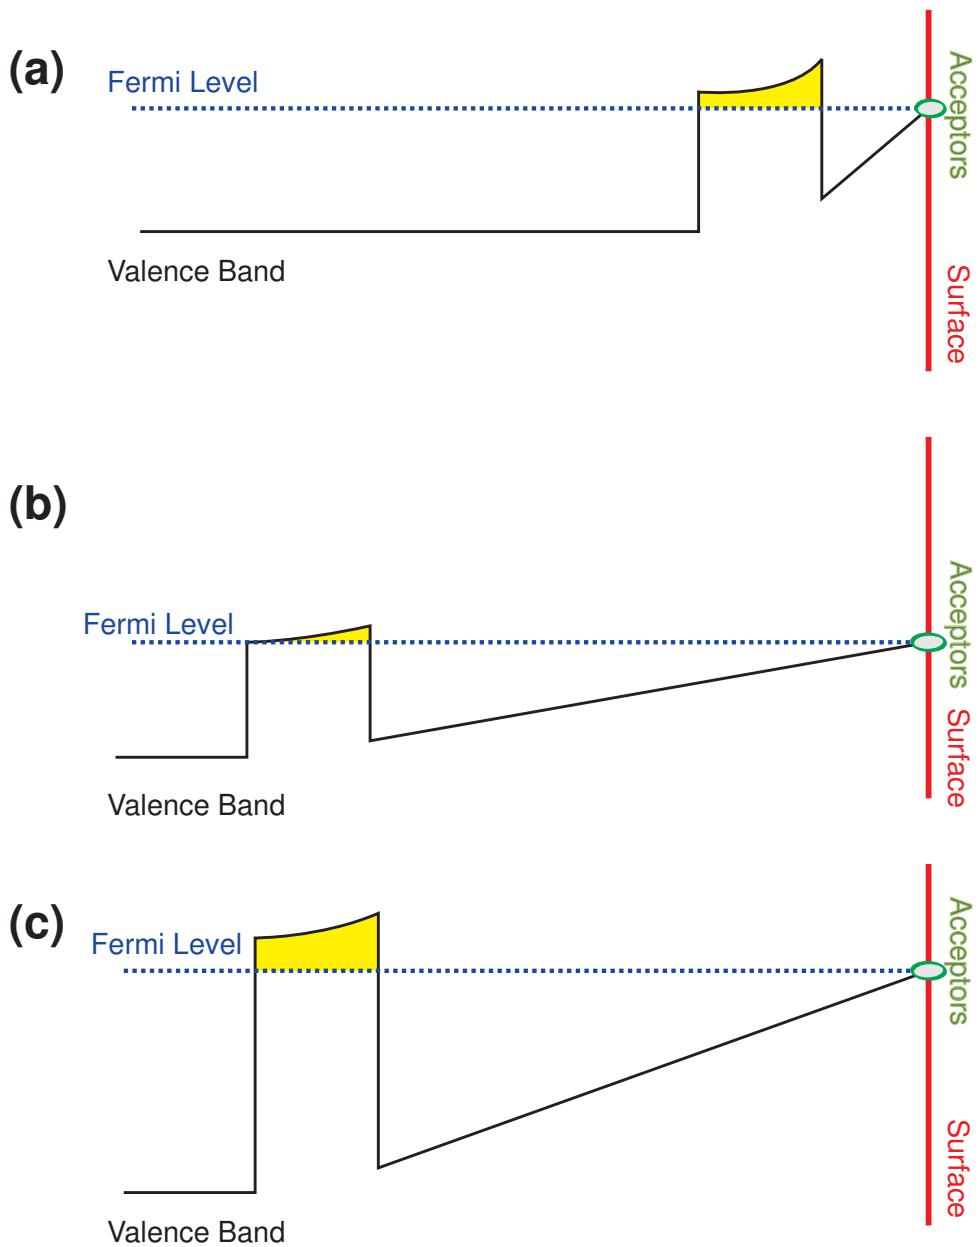 (a)
Fermi Level
Acceptors
Valence Band
Surface
(b)
Acceptors
Fermi Level
Surface
Valence Band
(c)
Acceptors
Fermi Level
Surface
Valence Band